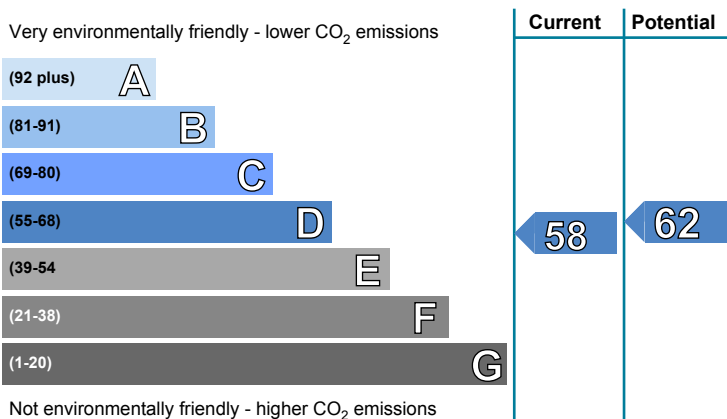 Current Potential
Very environmentally friendly - lower CO2 emissions
(92 plus) A
(81-91) B
(69-80) C
(55-68) D
58 62
(39-54 E
(21-38) F
(1-20) G
Not environmentally friendly - higher CO2 emissions